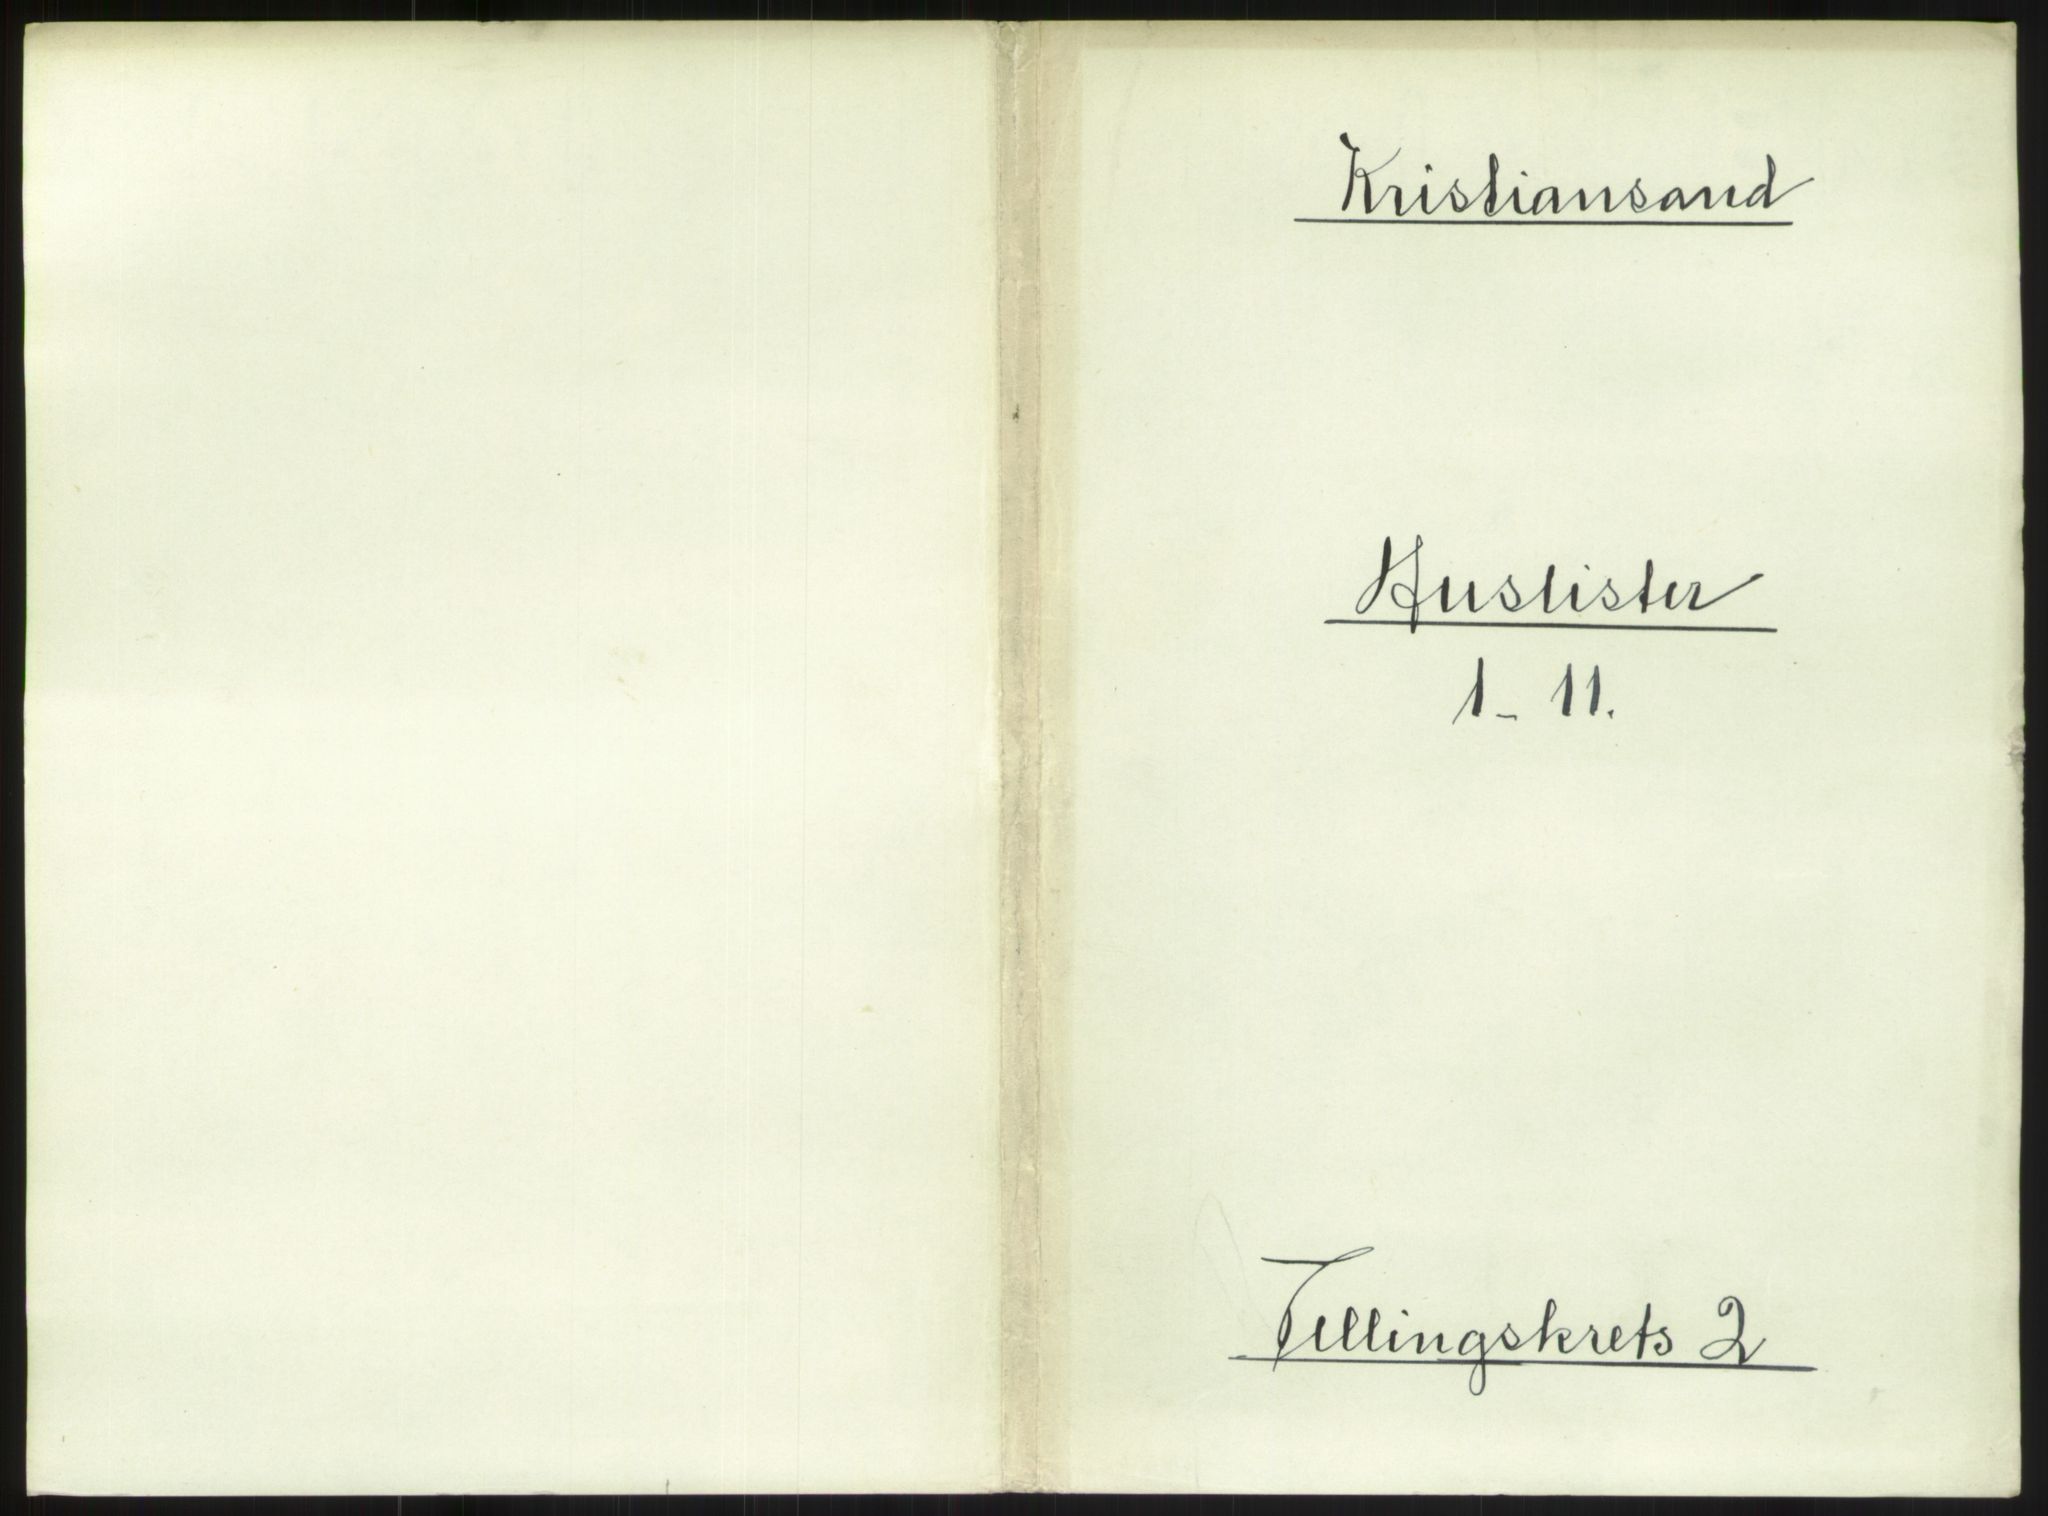 Kristiansand
Huslister
1 - 11.
Tellingskrets 2